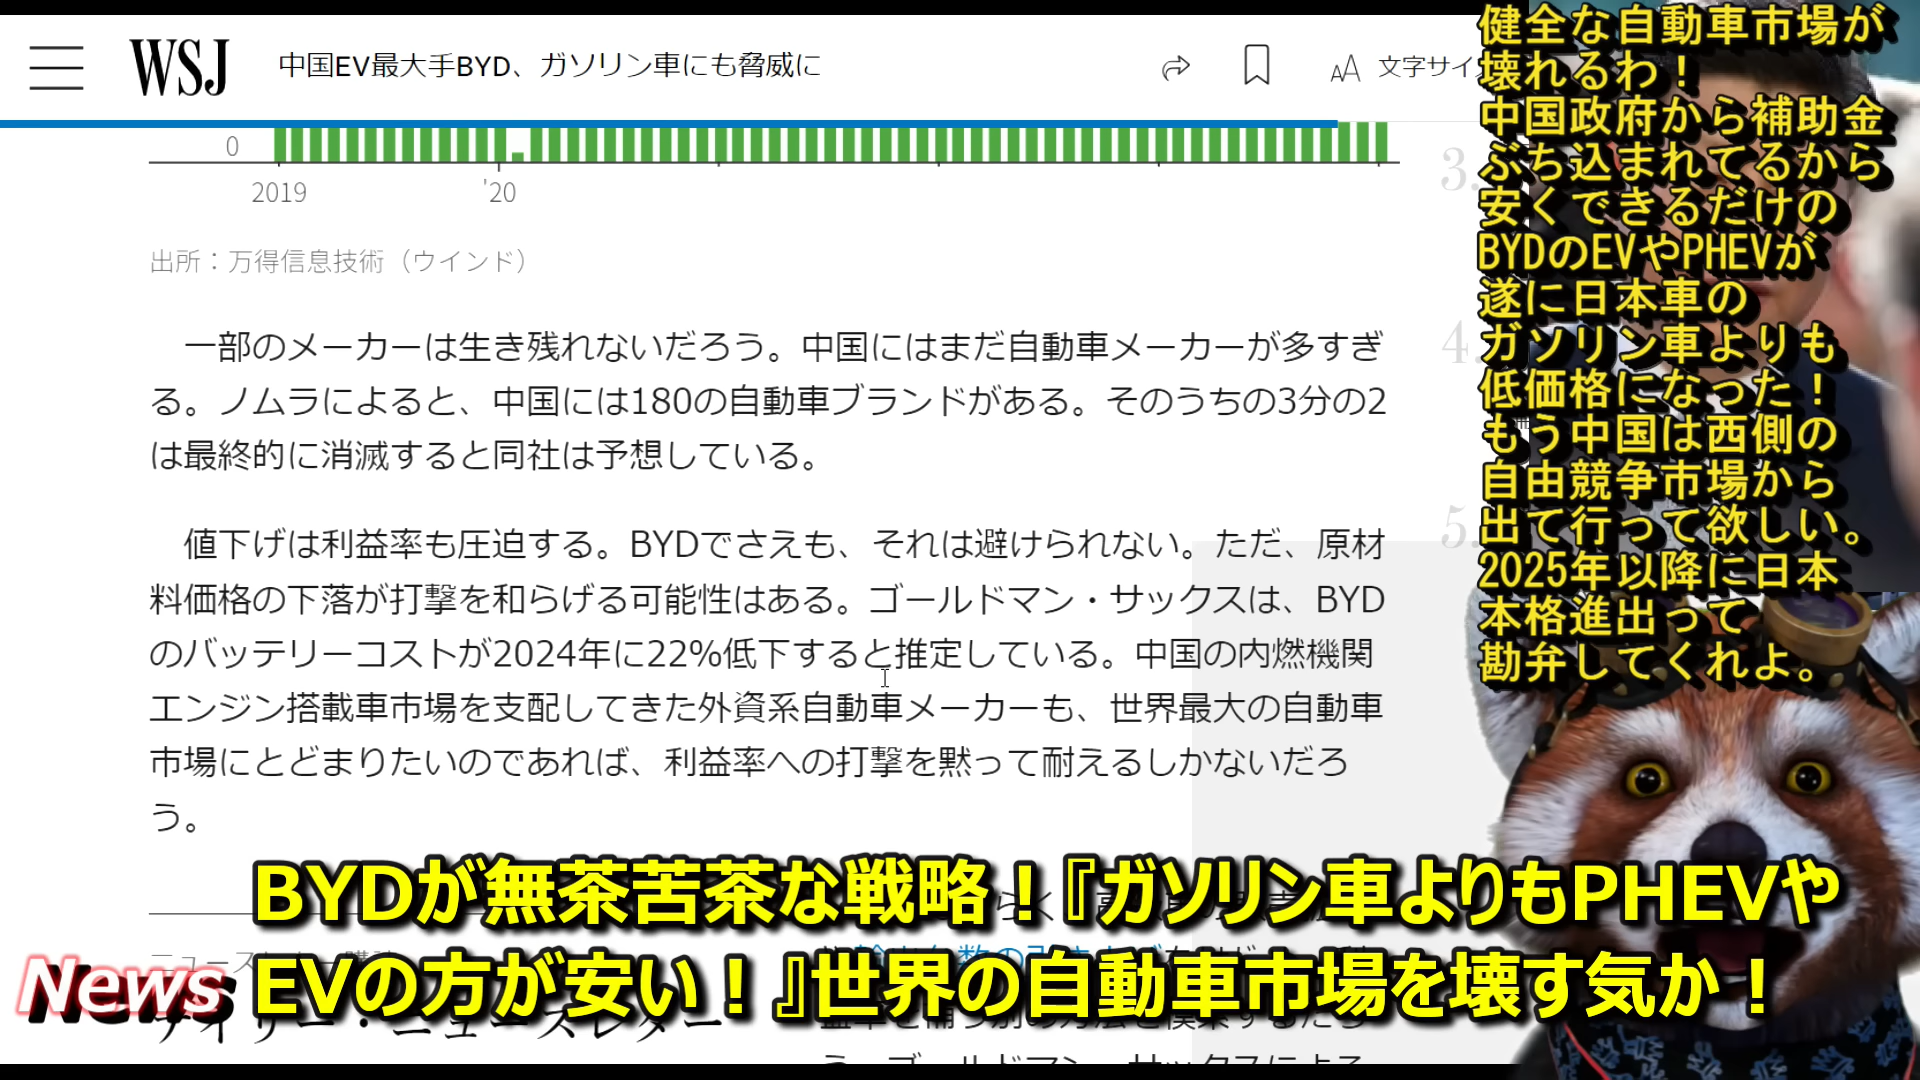 WSJ
中国EV最大手BYD、ガソリン車にも脅威に
文字サイ
0
2019
'20
出所：万得信息技術（ウインド）
一部のメーカーは生き残れないだろう。中国にはまだ自動車メーカーが多すぎ
る。ノムラによると、中国には180の自動車ブランドがある。そのうちの3分の2
は最終的に消滅すると同社は予想している。
値下げは利益率も圧迫する。BYDでさえも、それは避けられない。ただ、原材
料価格の下落が打撃を和らげる可能性はある。ゴールドマン・サックスは、BYD
のバッテリーコストが2024年に22%低下すると推定している。中国の内燃機関
エンジン搭載車市場を支配してきた外資系自動車メーカーも、世界最大の自動車
市場にとどまりたいのであれば、利益率への打撃を黙って耐えるしかないだろ
う。
3.
4.
5.
健全な自動車市場が
壊れるわ！
中国政府から補助金
ぶち込まれてるから
安くできるだけの
BYDのEVやPHEVが
遂に日本車の
ガソリン車よりも
低価格になった！
もう中国は西側の
自由競争市場から
出て行って欲しい。
2025年以降に日本
本格進出って
勘弁してくれよ。
BYDが無茶苦茶な戦略！『ガソリン車よりもPHEVや
EVの方が安い！』世界の自動車市場を壊す気か！
News
デイリー・ニュースレター